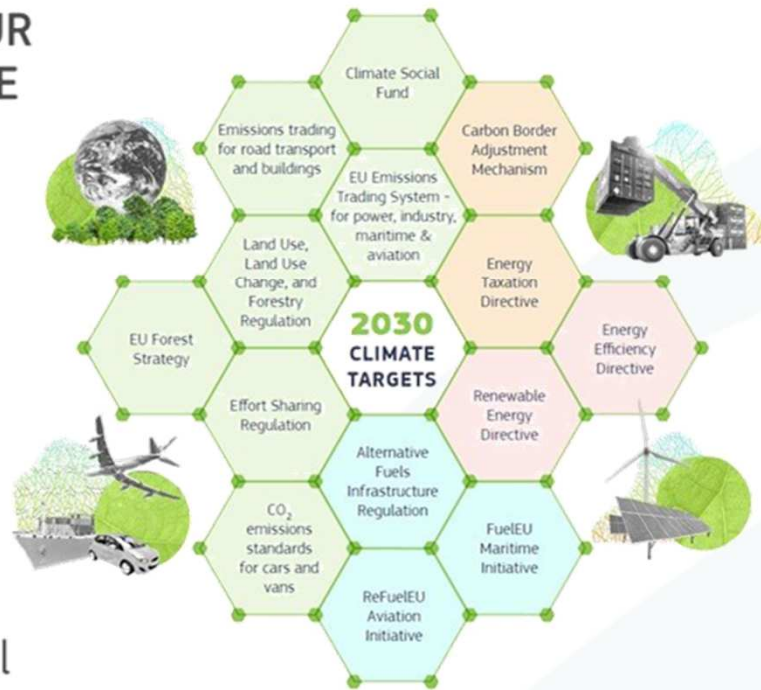 UR
E
Climate Social
Fund
Emissions trading
for road transport
and buildings
Carbon Border
Adjustment
Mechanism
EU Emissions
Trading System -
for power, industry,
maritime &
aviation
Land Use,
Land Use
Change, and
Forestry
Regulation
Energy
Taxation
Directive
EU Forest
Strategy
2030
CLIMATE
TARGETS
Energy
Efficiency
Directive
Effort Sharing
Regulation
Renewable
Energy
Directive
Alternative
Fuels
Infrastructure
Regulation
CO₂
emissions
standards
for cars and
vans
FuelEU
Maritime
Initiative
ReFuelEU
Aviation
Initiative
l